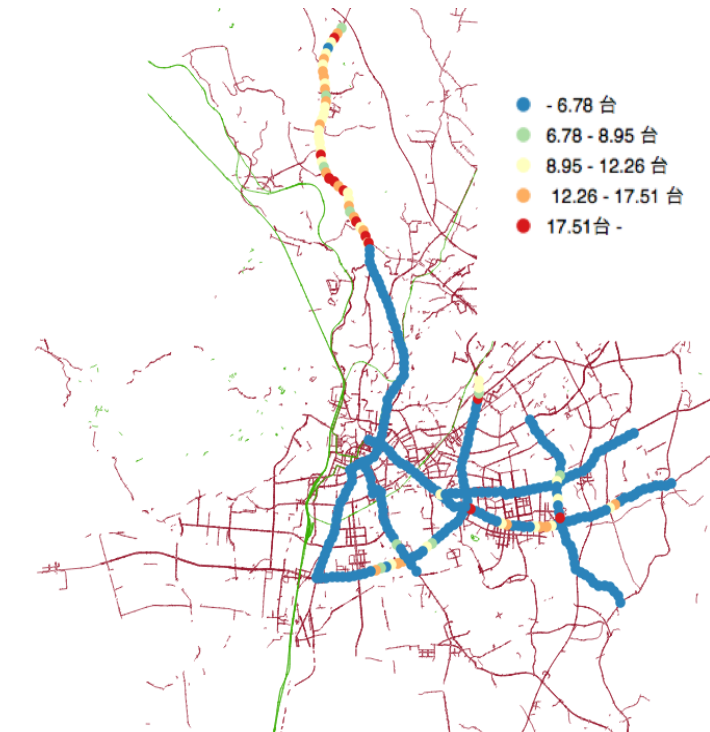 - 6.78 台
6.78 - 8.95 台
8.95 - 12.26 台
12.26 - 17.51 台
17.51台 -